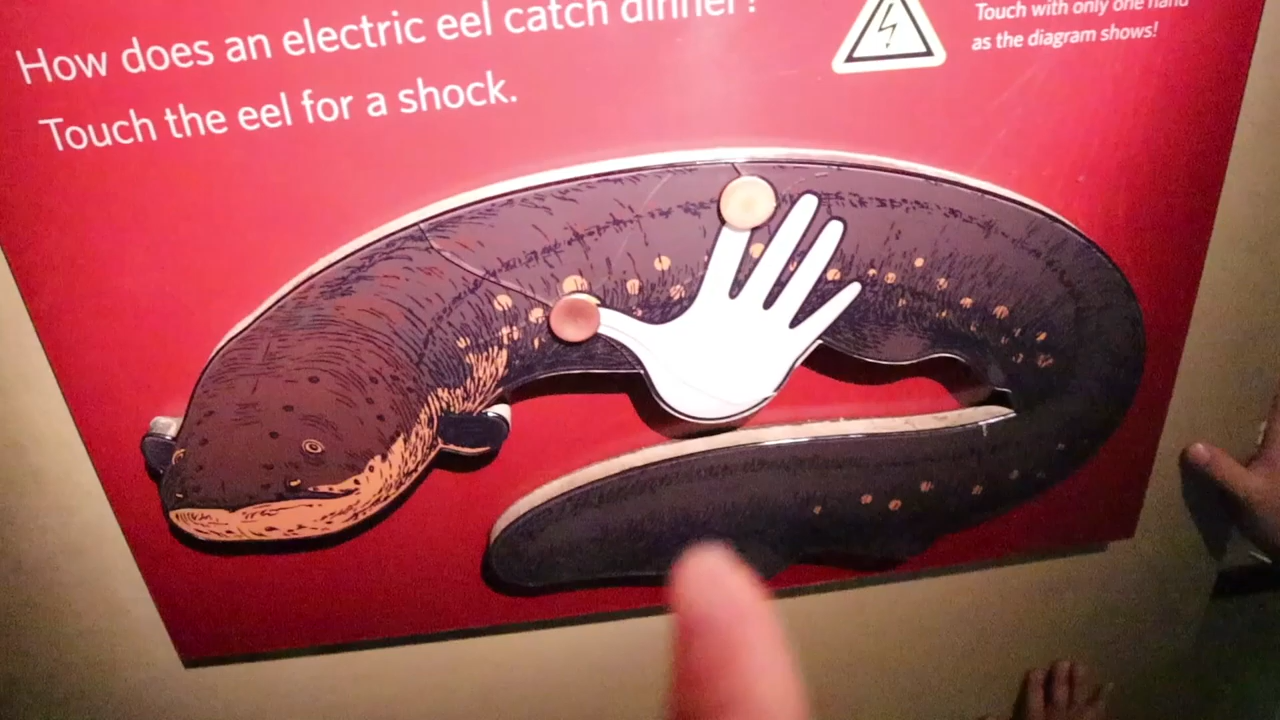 How does an electric eel catch dinner?
Touch the eel for a shock.
Touch with only one hand
as the diagram shows!